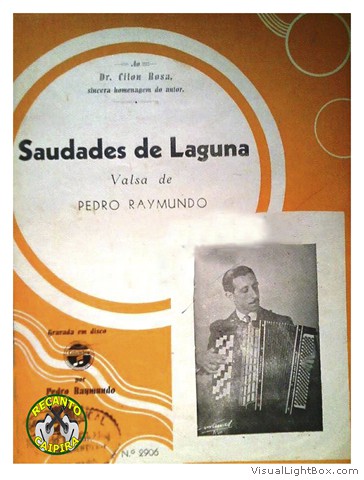 Ao
Dr. Cilon Rosa,
sincera homenagem do autor.
Saudades de Laguna
Valsa de
PEDRO RAYMUNDO
Gravada em disco
por
Pedro Raymundo
RECANTO
CAIPIRA
N.º 2906
VisualLightBox.com